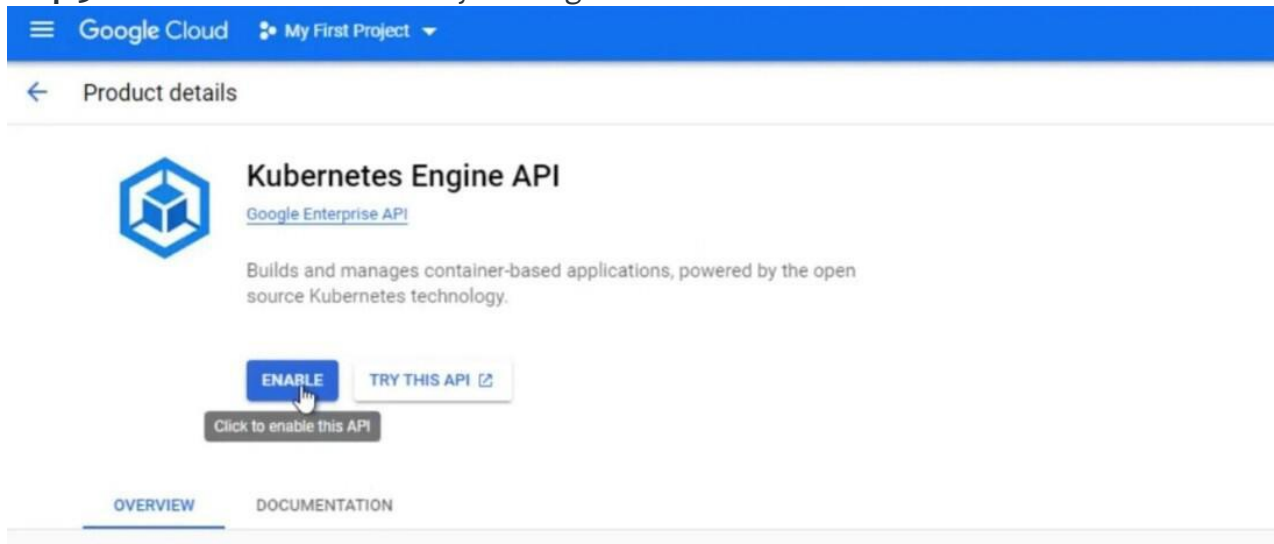 Google Cloud My First Project
Product details
Kubernetes Engine API
Google Enterprise API
Builds and manages container-based applications, powered by the open
source Kubernetes technology.
ENABLE TRY THIS API
Click to enable this API
OVERVIEW DOCUMENTATION